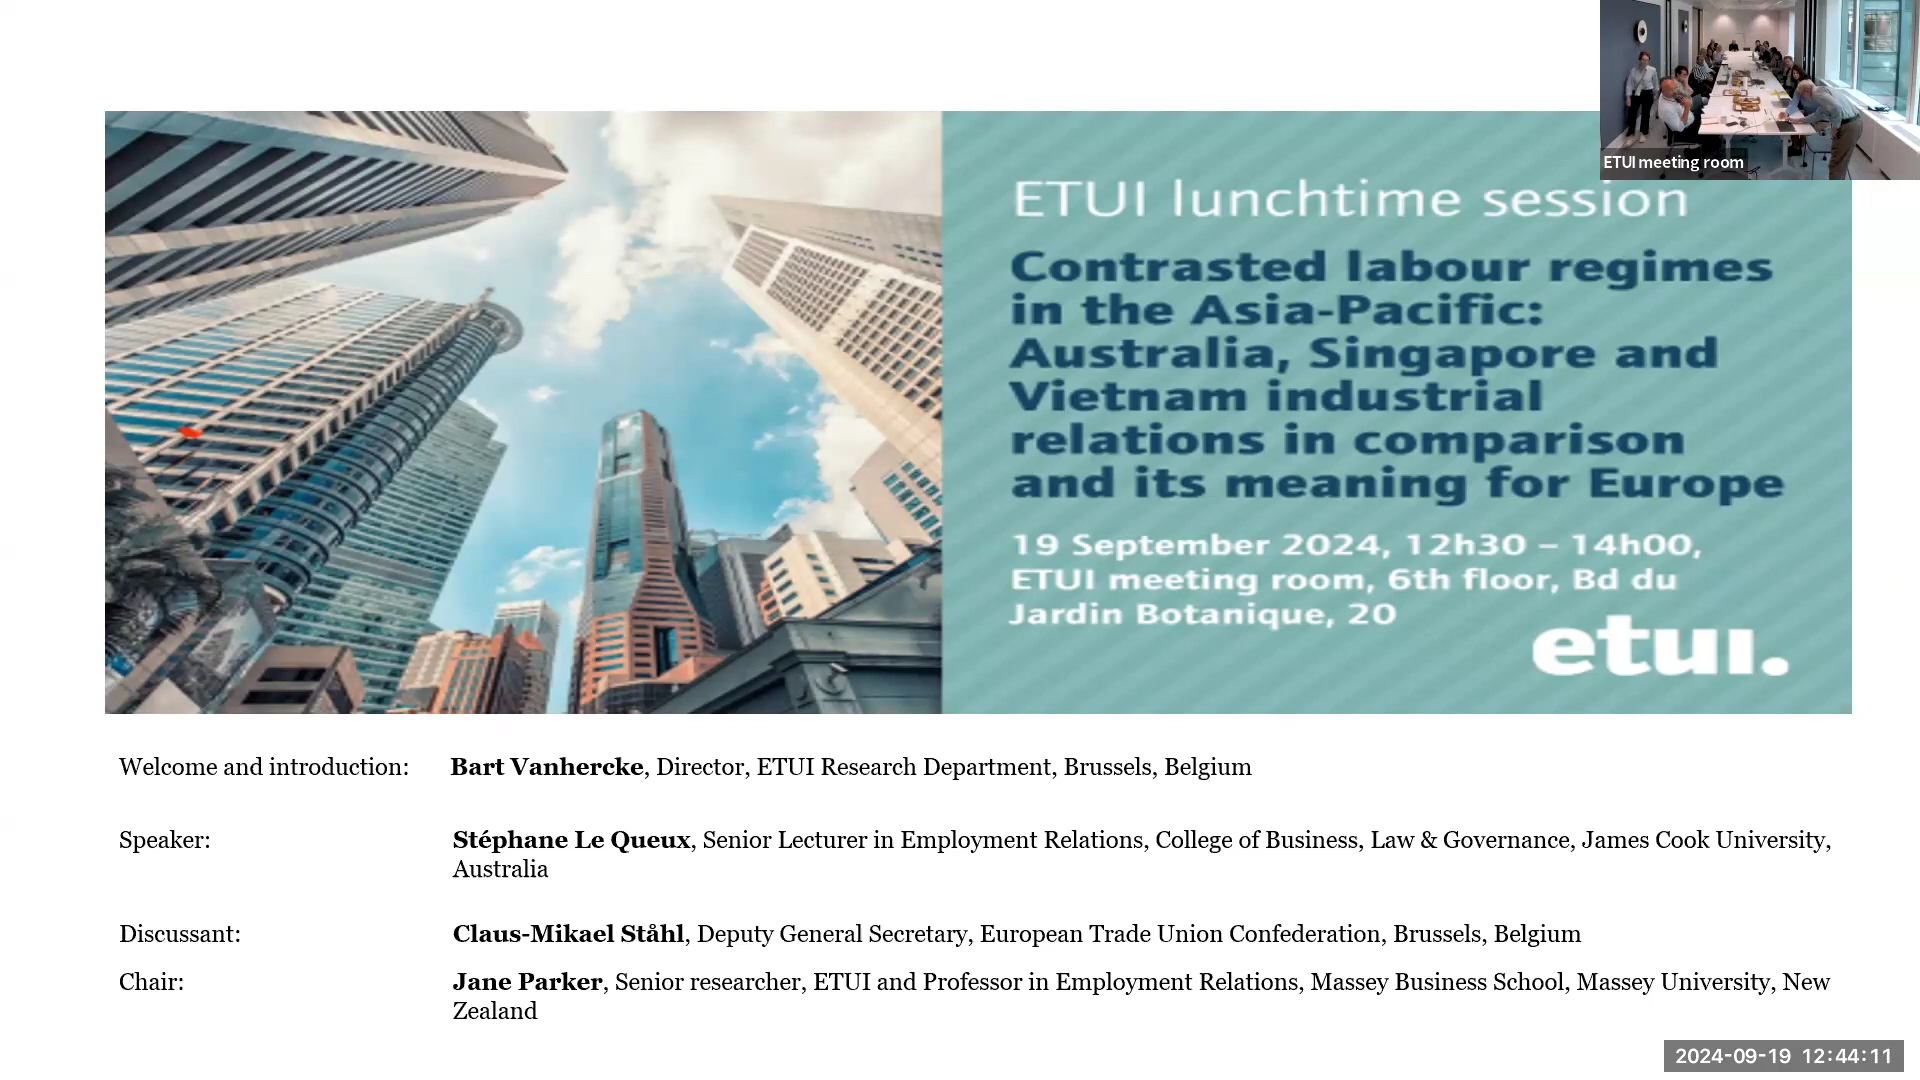 ETUI meeting room
ETUI lunchtime session
Contrasted labour regimes
in the Asia-Pacific:
Australia, Singapore and
Vietnam industrial
relations in comparison
and its meaning for Europe
19 September 2024, 12h30 – 14h00,
ETUI meeting room, 6th floor, Bd du
Jardin Botanique, 20
etui.
Welcome and introduction: Bart Vanhercke, Director, ETUI Research Department, Brussels, Belgium
Speaker: Stéphane Le Queux, Senior Lecturer in Employment Relations, College of Business, Law & Governance, James Cook University,
Australia
Discussant: Claus-Mikael Ståhl, Deputy General Secretary, European Trade Union Confederation, Brussels, Belgium
Chair: Jane Parker, Senior researcher, ETUI and Professor in Employment Relations, Massey Business School, Massey University, New
Zealand
2024-09-19 12:44:11